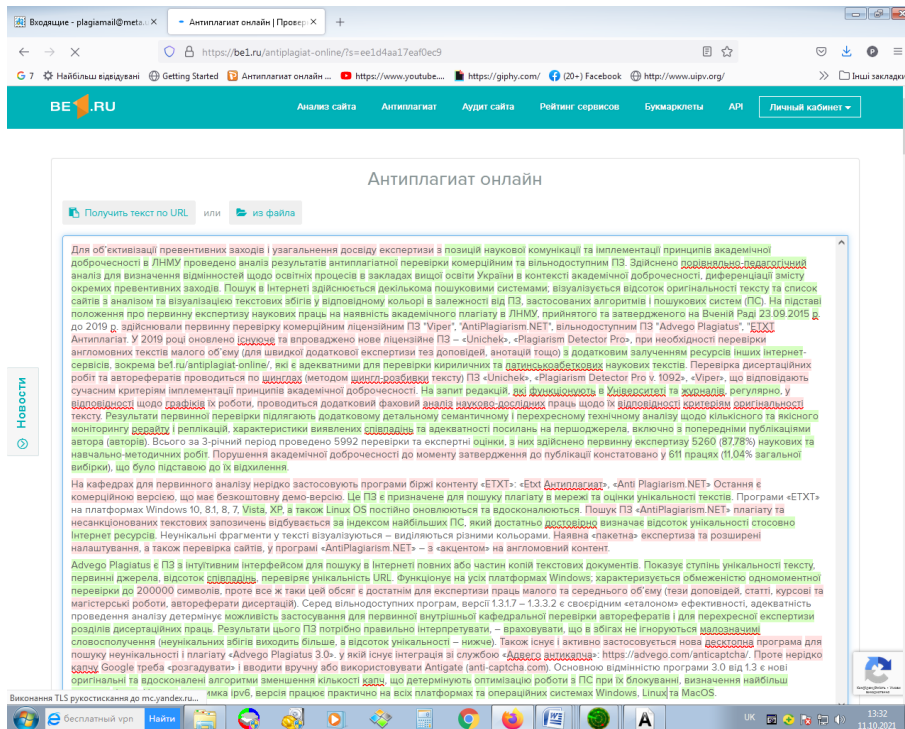 Входящие - plagiamail@meta.u
Антиплагиат онлайн | Провер
https://be1.ru/antiplagiat-online/?s=ee1d4aa17eaf0ec9
Найбільш відвідувані Getting Started Антиплагиат онлайн ... https://www.youtube.... https://giphy.com/ (20+) Facebook http://www.uipv.org/ Інші закладки
BE1.RU Анализ сайта Антиплагиат Аудит сайта Рейтинг сервисов Букмарклеты API Личный кабинет
Антиплагиат онлайн
Получить текст по URL или из файла
Для об'єктивізації превентивних заходів і узагальнення досвіду експертизи з позицій наукової комунікації та імплементації принципів академічної
доброчесності в ЛНМУ проведено аналіз результатів антиплагіатної перевірки комерційним та вільнодоступним ПЗ. Здійснено порівняльно-педагогічний
аналіз для визначення відмінностей щодо освітніх процесів в закладах вищої освіти України в контексті академічної доброчесності, диференціації змісту
окремих превентивних заходів. Пошук в Интернеті здійснюється декількома пошуковими системами; візуалізується відсоток оригінальності тексту та список
сайтів з аналізом та візуалізацією текстових збігів у відповідному кольорі в залежності від ПЗ, застосованих алгоритмів і пошукових систем (ПС). На підставі
положення про первинну експертизу наукових праць на наявність академічного плагіату в ЛНМУ, прийнятого та затвердженого на Вченій Раді 23.09.2015 р.
до 2019 р. здійснювали первинну перевірку комерційним ліцензійним ПЗ "Viper", "AntiPlagiarism.NET", вільнодоступним ПЗ "Advego Plagiatus", "ETXT
Антиплагіат. У 2019 році оновлено існуюче та впроваджено нове ліцензійне ПЗ – «Unichek», «Plagiarism Detector Pro», при необхідності перевірки
англомовних текстів малого об'єму (для швидкої додаткової експертизи тез доповідей, анотацій тощо) з додатковим залученням ресурсів інших інтернет-
сервісів, зокрема be1.ru/antiplagiat-online/, які є адекватними для перевірки кириличних та латинськоабеткових наукових текстів. Перевірка дисертаційних
робіт та авторефератів проводиться по шинглах (методом шингл-розбивки тексту) ПЗ «Unichek», «Plagiarism Detector Pro v. 1092», «Viper», що відповідають
сучасним критеріям імплементації принципів академічної доброчесності. На запит редакцій, які функціонують в Університеті та журналів, регулярно, у
відповідності щодо графіків їх роботи, проводиться додатковий фаховий аналіз науково-дослідних праць щодо їх відповідності критеріям оригінальності
тексту. Результати первинної перевірки підлягають додатковому детальному семантичному і перехресному технічному аналізу щодо кількісного та якісного
моніторингу рерайту і реплікацій, характеристики виявлених співпадінь та адекватності посилань на першоджерела, включно з попередніми публікаціями
автора (авторів). Всього за 3-річний період проведено 5992 перевірки та експертні оцінки, з них здійснено первинну експертизу 5260 (87,78%) наукових та
навчально-методичних робіт. Порушення академічної доброчесності до моменту затвердження до публікації констатовано у 611 працях (11,04% загальної
вибірки), що було підставою до їх відхилення.
На кафедрах для первинного аналізу нерідко застосовують програми біржі контенту «ETXT»: «Etxt Антиплагиат», «Anti Plagiarism.NET» Остання є
комерційною версією, що має безкоштовну демо-версію. Це ПЗ є призначене для пошуку плагіату в мережі та оцінки унікальності текстів. Програми «ETXT»
на платформах Windows 10, 8.1, 8, 7, Vista, XP, а також Linux OS постійно оновлюються та вдосконалюються. Пошук ПЗ «AntiPlagiarism.NET» плагіату та
несанкціонованих текстових запозичень відбувається за індексом найбільших ПС, який достатньо достовірно визначає відсоток унікальності стосовно
Інтернет ресурсів. Неунікальні фрагменти у тексті візуалізуються – виділяються різними кольорами. Наявна «пакетна» експертиза та розширені
налаштування, а також перевірка сайтів, у програмі «AntiPlagiarism.NET» – з «акцентом» на англомовний контент.
Advego Plagiatus є ПЗ з інтуїтивним інтерфейсом для пошуку в Інтернеті повних або частин копій текстових документів. Показує ступінь унікальності тексту,
первинні джерела, відсоток співпадінь, перевіряє унікальність URL. Функціонує на усіх платформах Windows; характеризується обмеженістю одномоментної
перевірки до 200000 символів, проте все ж таки цей обсяг є достатнім для експертизи праць малого та середнього об'єму (тези доповідей, статті, курсові та
магістерські роботи, автореферати дисертацій). Серед вільнодоступних програм, версії 1.3.1.7 – 1.3.3.2 є своєрідним «еталоном» ефективності, адекватність
проведення аналізу детермінує можливість застосування для первинної внутрішньої кафедральної перевірки авторефератів і для перехресної експертизи
розділів дисертаційних праць. Результати цього ПЗ потрібно правильно інтерпретувати, – враховувати, що в збігах не ігноруються малозначимі
словосполучення (неунікальних збігів виходить більше, а відсоток унікальності – нижче). Також існує і активно застосовується нова десктопна програма для
пошуку неунікальності і плагіату «Advego Plagiatus 3.0». у якій існує інтеграція зі службою «Адвего антикапча»: https://advego.com/anticaptcha/. Проте нерідко
капчу Google треба «розгадувати» і вводити вручну або використовувати Antigate (anti-captcha.com). Основною відмінністю програми 3.0 від 1.3 є нові
оригінальні та вдосконалені алгоритми зменшення кількості капч, що детермінують оптимізацію роботи з ПС при їх блокуванні, визначення найбільш
имка ipv6, версія працює практично на всіх платформах та операційних системах Windows, Linux та MacOS.
Новости
Виконання TLS рукостискання до mc.yandex.ru...
бесплатный vpn Найти
UK
13:32
11.10.2021